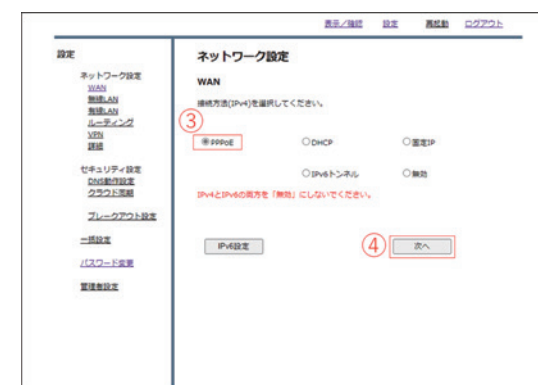 表示/確認 設定 再起動 ログアウト
設定
ネットワーク設定
WAN
無線LAN
有線LAN
ルーティング
VPN
詳細
セキュリティ設定
DNS動作設定
クラウド策略
ブレークアウト設定
一括設定
パスワード変更
管理者設定
ネットワーク設定
WAN
接続方法(IPv4)を選択してください。
③
PPPoE DHCP 固定IP
IPv6トンネル 無効
IPv4とIPv6の両方を「無効」にしないでください。
IPv6設定 ④ 次へ